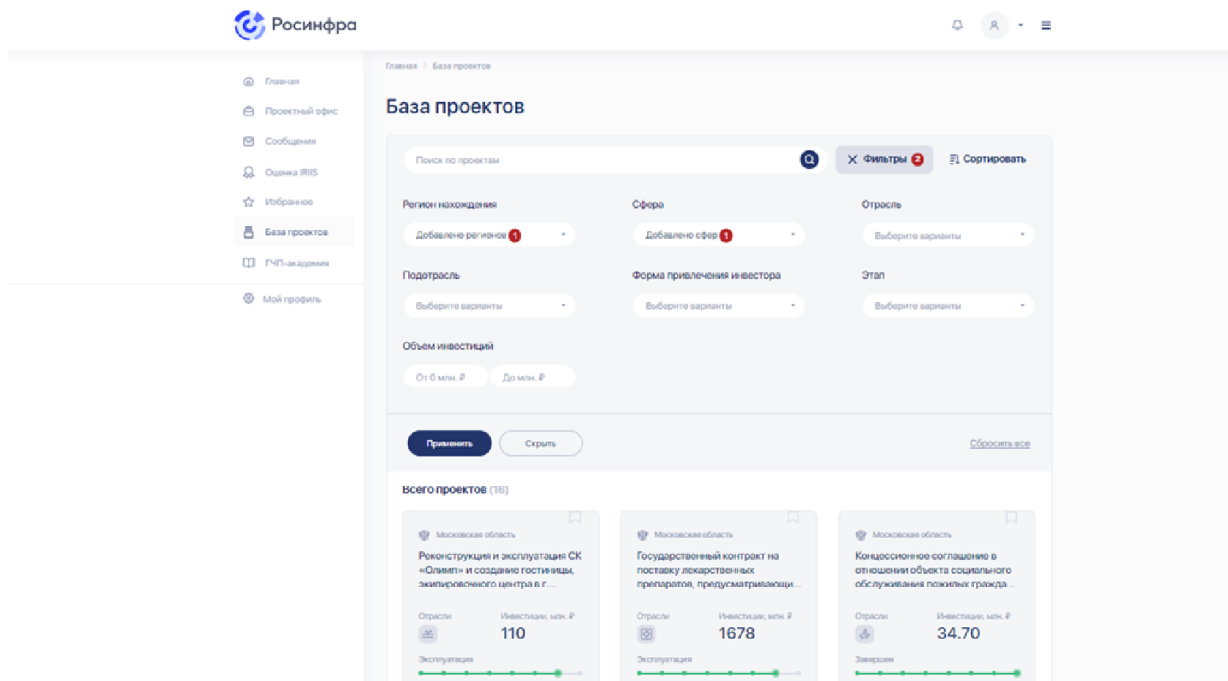 Росинфра
Главная > База проектов
Главная
Проектный офис
Сообщения
Оценка IRIS
Избранное
База проектов
ГЧП-академия
Мой профиль
База проектов
Поиск по проектам
Фильтры 2
Сортировать
Регион нахождения
Сфера
Отрасль
Добавлено регионов 1
Добавлено сфер 1
Выберите варианты
Подотрасль
Форма привлечения инвестора
Этап
Выберите варианты
Выберите варианты
Выберите варианты
Объем инвестиций
От 0 млн. ₽
До млн. ₽
Применить
Скрыть
Сбросить все
Всего проектов (16)
Московская область
Реконструкция и эксплуатация СК
«Олимп» и создание гостиницы,
экипировочного центра в г....
Отрасли
Инвестиции, млн. ₽
110
Эксплуатация
Московская область
Государственный контракт на
поставку лекарственных
препаратов, предусматривающи...
Отрасли
Инвестиции, млн. ₽
1678
Эксплуатация
Московская область
Концессионное соглашение в
отношении объекта социального
обслуживания пожилых гражда...
Отрасли
Инвестиции, млн. ₽
34.70
Завершен